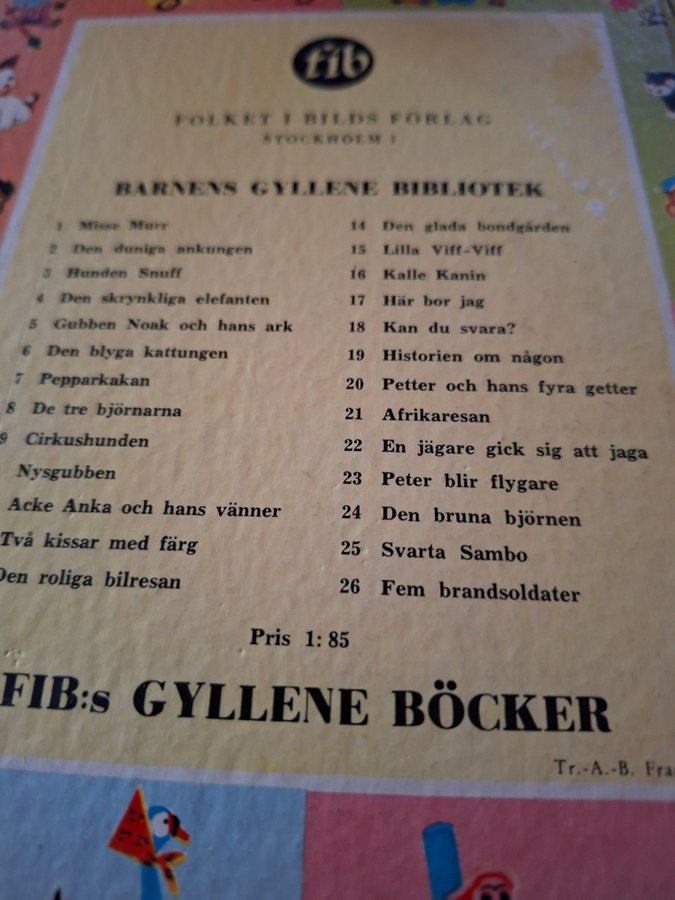 fib
FOLKET I BILDS FÖRLAG
STOCKHOLM 1
BARNENS GYLLENE BIBLIOTEK
1 Misse Murr
2 Den duniga ankungen
3 Hunden Snuff
4 Den skrynkliga elefanten
5 Gubben Noak och hans ark
6 Den blyga kattungen
7 Pepparkakan
8 De tre björnarna
9 Cirkushunden
Nysgubben
Acke Anka och hans vänner
Två kissar med färg
Den roliga bilresan
14 Den glada bondgården
15 Lilla Viff-Viff
16 Kalle Kanin
17 Här bor jag
18 Kan du svara?
19 Historien om någon
20 Petter och hans fyra getter
21 Afrikaresan
22 En jägare gick sig att jaga
23 Peter blir flygare
24 Den bruna björnen
25 Svarta Sambo
26 Fem brandsoldater
Pris 1:85
FIB:s GYLLENE BÖCKER
Tr.-A.-B.